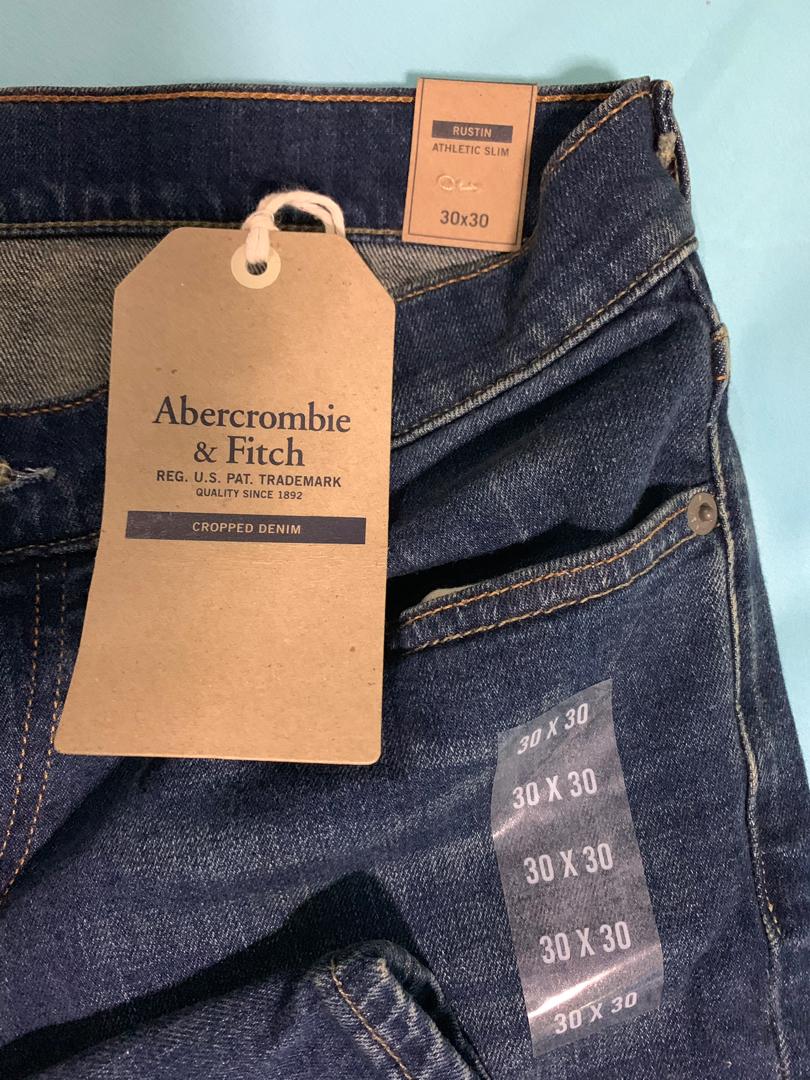 RUSTIN
ATHLETIC SLIM
30x30
Abercrombie
& Fitch
REG. U.S. PAT. TRADEMARK
QUALITY SINCE 1892
CROPPED DENIM
30 X 30
30 X 30
30 X 30
30 X 30
30 X 30